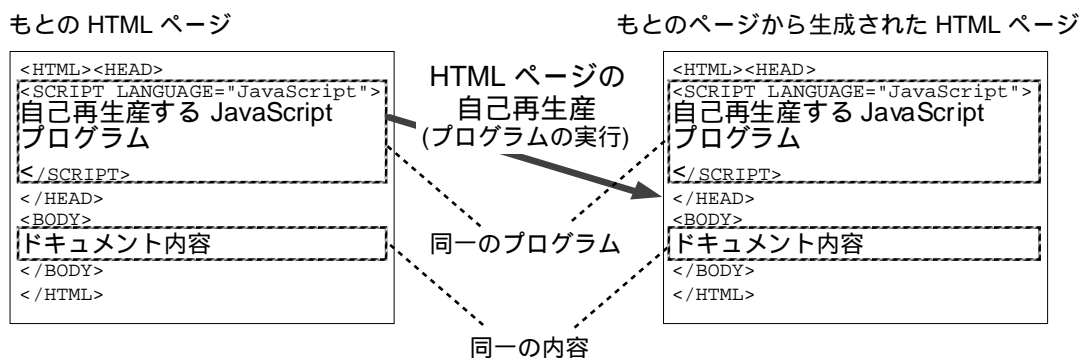 もとの HTML ページ
<HTML><HEAD>
<SCRIPT LANGUAGE="JavaScript">
自己再生産する JavaScript
プログラム
</SCRIPT>
</HEAD>
<BODY>
ドキュメント内容
</BODY>
</HTML>
HTML ページの
自己再生産
(プログラムの実行)
同一のプログラム
同一の内容
もとのページから生成された HTML ページ
<HTML><HEAD>
<SCRIPT LANGUAGE="JavaScript">
自己再生産する JavaScript
プログラム
</SCRIPT>
</HEAD>
<BODY>
ドキュメント内容
</BODY>
</HTML>